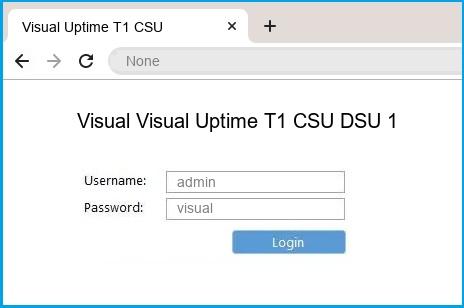 Visual Uptime T1 CSU
None
Visual Visual Uptime T1 CSU DSU 1
Username: admin
Password: visual
Login